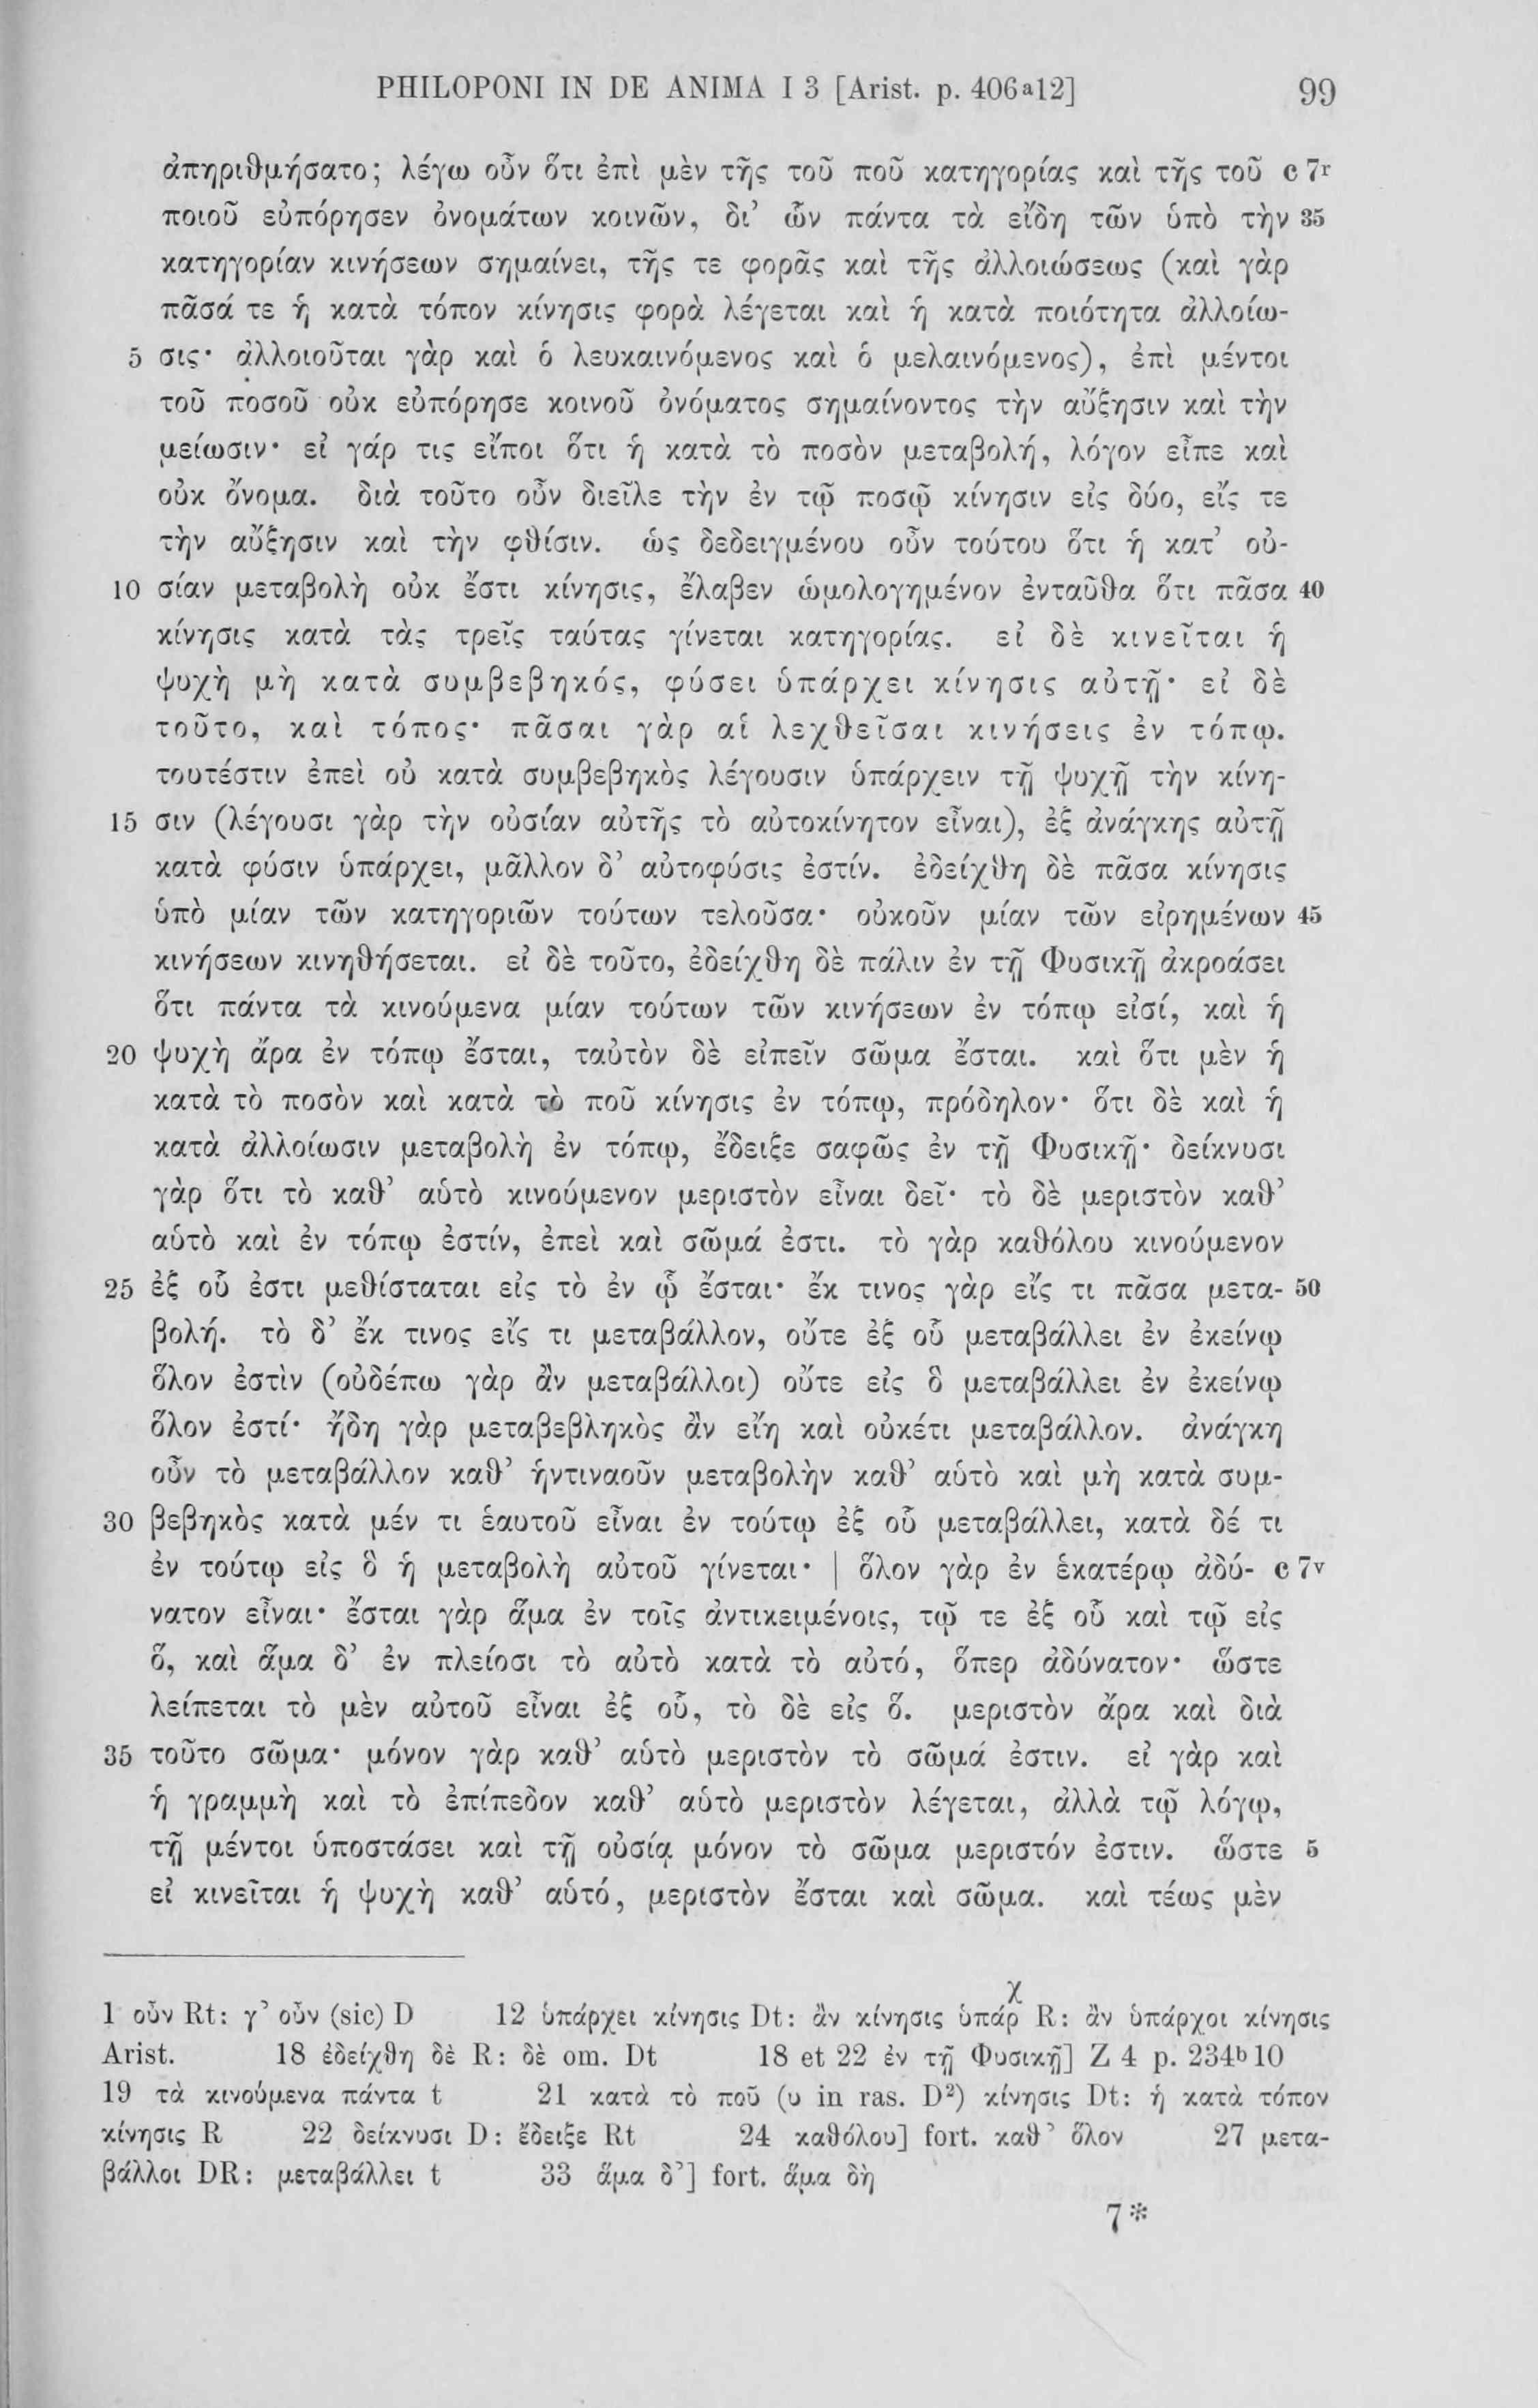 PHILOPONI IN DE ANIMA I 3 [Arist. p. 406ᵃ12] 99
ἀπηριθμήσατο; λέγω οὖν ὅτι ἐπὶ μὲν τῆς τοῦ ποῦ κατηγορίας καὶ τῆς τοῦ c 7ʳ
ποιοῦ εὐπόρησεν ὀνομάτων κοινῶν, δι’ ὧν πάντα τὰ εἴδη τῶν ὑπὸ τὴν 35
κατηγορίαν κινήσεων σημαίνει, τῆς τε φορᾶς καὶ τῆς ἀλλοιώσεως (καὶ γὰρ
πᾶσά τε ἡ κατὰ τόπον κίνησις φορὰ λέγεται καὶ ἡ κατὰ ποιότητα ἀλλοίω-
5 σις· ἀλλοιοῦται γὰρ καὶ ὁ λευκαινόμενος καὶ ὁ μελαινόμενος), ἐπὶ μέντοι
τοῦ ποσοῦ οὐκ εὐπόρησε κοινοῦ ὀνόματος σημαίνοντος τὴν αὔξησιν καὶ τὴν
μείωσιν· εἰ γάρ τις εἴποι ὅτι ἡ κατὰ τὸ ποσὸν μεταβολή, λόγον εἶπε καὶ
οὐκ ὄνομα. διὰ τοῦτο οὖν διεῖλε τὴν ἐν τῷ ποσῷ κίνησιν εἰς δύο, εἴς τε
τὴν αὔξησιν καὶ τὴν φθίσιν. ὡς δεδειγμένου οὖν τούτου ὅτι ἡ κατ’ οὐ-
10 σίαν μεταβολὴ οὐκ ἔστι κίνησις, ἔλαβεν ὡμολογημένον ἐνταῦθα ὅτι πᾶσα 40
κίνησις κατὰ τὰς τρεῖς ταύτας γίνεται κατηγορίας. εἰ δὲ κινεῖται ἡ
ψυχὴ μὴ κατὰ συμβεβηκός, φύσει ὑπάρχει κίνησις αὐτῇ· εἰ δὲ
τοῦτο, καὶ τόπος· πᾶσαι γὰρ αἱ λεχθεῖσαι κινήσεις ἐν τόπῳ.
τουτέστιν ἐπεὶ οὐ κατὰ συμβεβηκὸς λέγουσιν ὑπάρχειν τῇ ψυχῇ τὴν κίνη-
15 σιν (λέγουσι γὰρ τὴν οὐσίαν αὐτῆς τὸ αὐτοκίνητον εἶναι), ἐξ ἀνάγκης αὐτῇ
κατὰ φύσιν ὑπάρχει, μᾶλλον δ’ αὐτοφύσις ἐστίν. ἐδείχθη δὲ πᾶσα κίνησις
ὑπὸ μίαν τῶν κατηγοριῶν τούτων τελοῦσα· οὐκοῦν μίαν τῶν εἰρημένων 45
κινήσεων κινηθήσεται. εἰ δὲ τοῦτο, ἐδείχθη δὲ πάλιν ἐν τῇ Φυσικῇ ἀκροάσει
ὅτι πάντα τὰ κινούμενα μίαν τούτων τῶν κινήσεων ἐν τόπῳ εἰσί, καὶ ἡ
20 ψυχὴ ἄρα ἐν τόπῳ ἔσται, ταὐτὸν δὲ εἰπεῖν σῶμα ἔσται. καὶ ὅτι μὲν ἡ
κατὰ τὸ ποσὸν καὶ κατὰ τὸ ποῦ κίνησις ἐν τόπῳ, πρόδηλον· ὅτι δὲ καὶ ἡ
κατὰ ἀλλοίωσιν μεταβολὴ ἐν τόπῳ, ἔδειξε σαφῶς ἐν τῇ Φυσικῇ· δείκνυσι
γὰρ ὅτι τὸ καθ’ αὑτὸ κινούμενον μεριστὸν εἶναι δεῖ· τὸ δὲ μεριστὸν καθ’
αὑτὸ καὶ ἐν τόπῳ ἐστίν, ἐπεὶ καὶ σῶμά ἐστι. τὸ γὰρ καθόλου κινούμενον
25 ἐξ οὗ ἐστι μεθίσταται εἰς τὸ ἐν ᾧ ἔσται· ἔκ τινος γὰρ εἴς τι πᾶσα μετα- 50
βολή. τὸ δ’ ἔκ τινος εἴς τι μεταβάλλον, οὔτε ἐξ οὗ μεταβάλλει ἐν ἐκείνῳ
ὅλον ἐστὶν (οὐδέπω γὰρ ἂν μεταβάλλοι) οὔτε εἰς ὃ μεταβάλλει ἐν ἐκείνῳ
ὅλον ἐστί· ἤδη γὰρ μεταβεβληκὸς ἂν εἴη καὶ οὐκέτι μεταβάλλον. ἀνάγκη
οὖν τὸ μεταβάλλον καθ’ ἡντιναοῦν μεταβολὴν καθ’ αὑτὸ καὶ μὴ κατὰ συμ-
30 βεβηκὸς κατὰ μέν τι ἑαυτοῦ εἶναι ἐν τούτῳ ἐξ οὗ μεταβάλλει, κατὰ δέ τι
ἐν τούτῳ εἰς ὃ ἡ μεταβολὴ αὐτοῦ γίνεται· | ὅλον γὰρ ἐν ἑκατέρῳ ἀδύ- c 7ᵛ
νατον εἶναι· ἔσται γὰρ ἅμα ἐν τοῖς ἀντικειμένοις, τῷ τε ἐξ οὗ καὶ τῷ εἰς
ὅ, καὶ ἅμα δ’ ἐν πλείοσι τὸ αὐτὸ κατὰ τὸ αὐτό, ὅπερ ἀδύνατον· ὥστε
λείπεται τὸ μὲν αὐτοῦ εἶναι ἐξ οὗ, τὸ δὲ εἰς ὅ. μεριστὸν ἄρα καὶ διὰ
35 τοῦτο σῶμα· μόνον γὰρ καθ’ αὑτὸ μεριστὸν τὸ σῶμά ἐστιν. εἰ γὰρ καὶ
ἡ γραμμὴ καὶ τὸ ἐπίπεδον καθ’ αὑτὸ μεριστὸν λέγεται, ἀλλὰ τῷ λόγῳ,
τῇ μέντοι ὑποστάσει καὶ τῇ οὐσίᾳ μόνον τὸ σῶμα μεριστόν ἐστιν. ὥστε 5
εἰ κινεῖται ἡ ψυχὴ καθ’ αὑτό, μεριστὸν ἔσται καὶ σῶμα. καὶ τέως μὲν
1 οὖν Rt: γ’ οὖν (sic) D 12 ὑπάρχει κίνησις Dt: ἂν κίνησις ὑπάρχ R: ἂν ὑπάρχοι κίνησις
Arist. 18 ἐδείχθη δὲ R: δὲ om. Dt 18 et 22 ἐν τῇ Φυσικῇ] Z 4 p. 234ᵇ10
19 τὰ κινούμενα πάντα t 21 κατὰ τὸ ποῦ (υ in ras. D²) κίνησις Dt: ἡ κατὰ τόπον
κίνησις R 22 δείκνυσι D: ἔδειξε Rt 24 καθόλου] fort. καθ’ ὅλον 27 μετα-
βάλλοι DR: μεταβάλλει t 33 ἅμα δ’] fort. ἅμα δὴ
7*